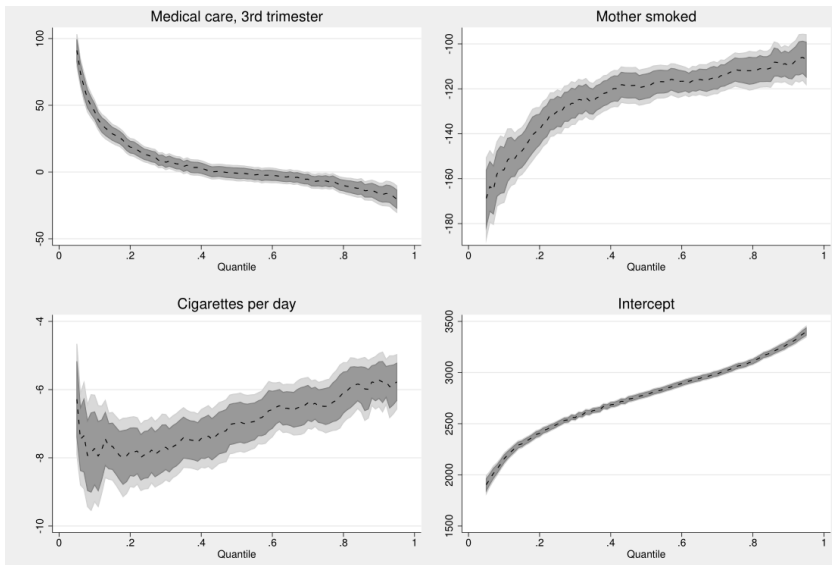 Medical care, 3rd trimester
100
50
0
-50
0 .2 .4 .6 .8 1
Quantile
Mother smoked
-100
-120
-140
-160
-180
0 .2 .4 .6 .8 1
Quantile
Cigarettes per day
-4
-6
-8
-10
0 .2 .4 .6 .8 1
Quantile
Intercept
3500
3000
2500
2000
1500
0 .2 .4 .6 .8 1
Quantile